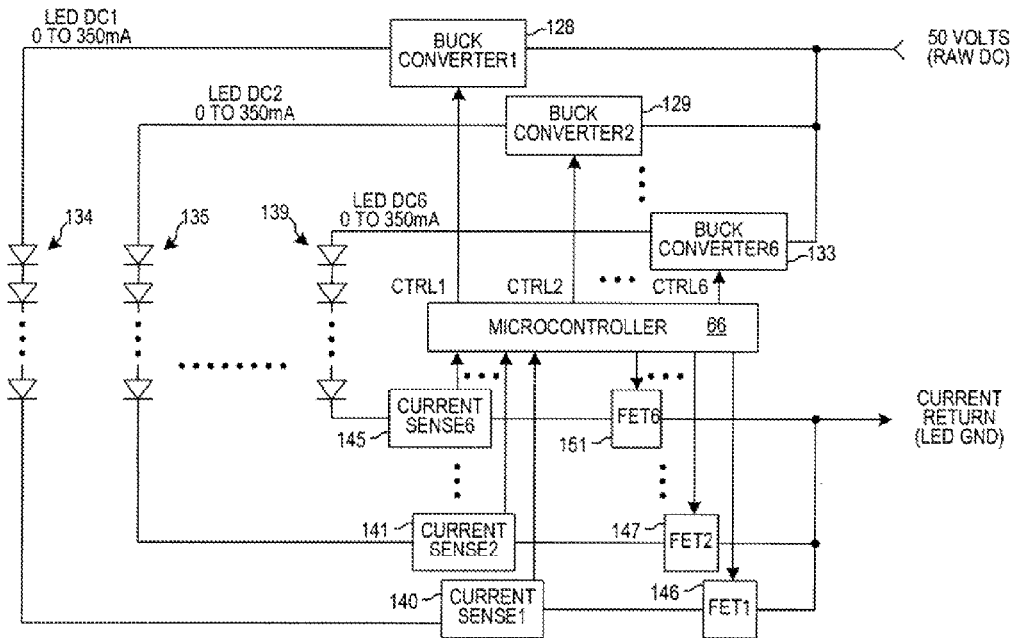 LED DC1
0 TO 350mA
BUCK
CONVERTER1
128
50 VOLTS
(RAW DC)
LED DC2
0 TO 350mA
BUCK
CONVERTER2
129
134
135
139
LED DC6
0 TO 350mA
BUCK
CONVERTER6
133
CTRL1
CTRL2
CTRL6
MICROCONTROLLER 66
CURRENT
SENSE6
145
FET6
151
CURRENT
RETURN
(LED GND)
141
CURRENT
SENSE2
147
FET2
140
CURRENT
SENSE1
146
FET1